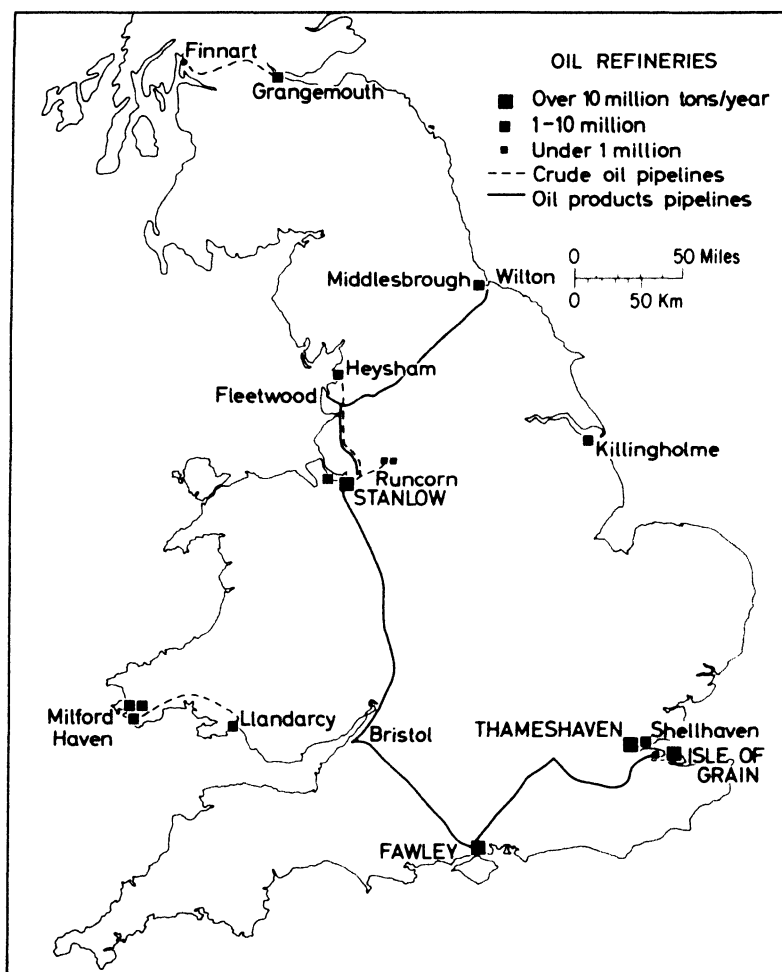 Finnart
Grangemouth
OIL REFINERIES
Over 10 million tons/year
1-10 million
Under 1 million
Crude oil pipelines
Oil products pipelines
0 50 Miles
0 50 Km
Middlesbrough
Wilton
Heysham
Fleetwood
Killingholme
Runcorn
STANLOW
Milford
Haven
Llandarcy
Bristol
THAMESHAVEN
Shellhaven
ISLE OF
GRAIN
FAWLEY